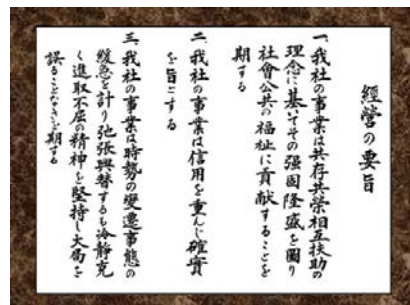 經營の要旨
一、我社の事業は共存共榮相互扶助の
理念に基いてその强固隆盛を圖り
社會公共の福祉に貢献することを
期する
二、我社の事業は信用を重んじ確實
を旨とする
三、我社の事業は時勢の變遷事態の
緩急を計り弛張興替するも冷靜克
く進取不屈の精神を堅持し大局を
誤ることなきを期する